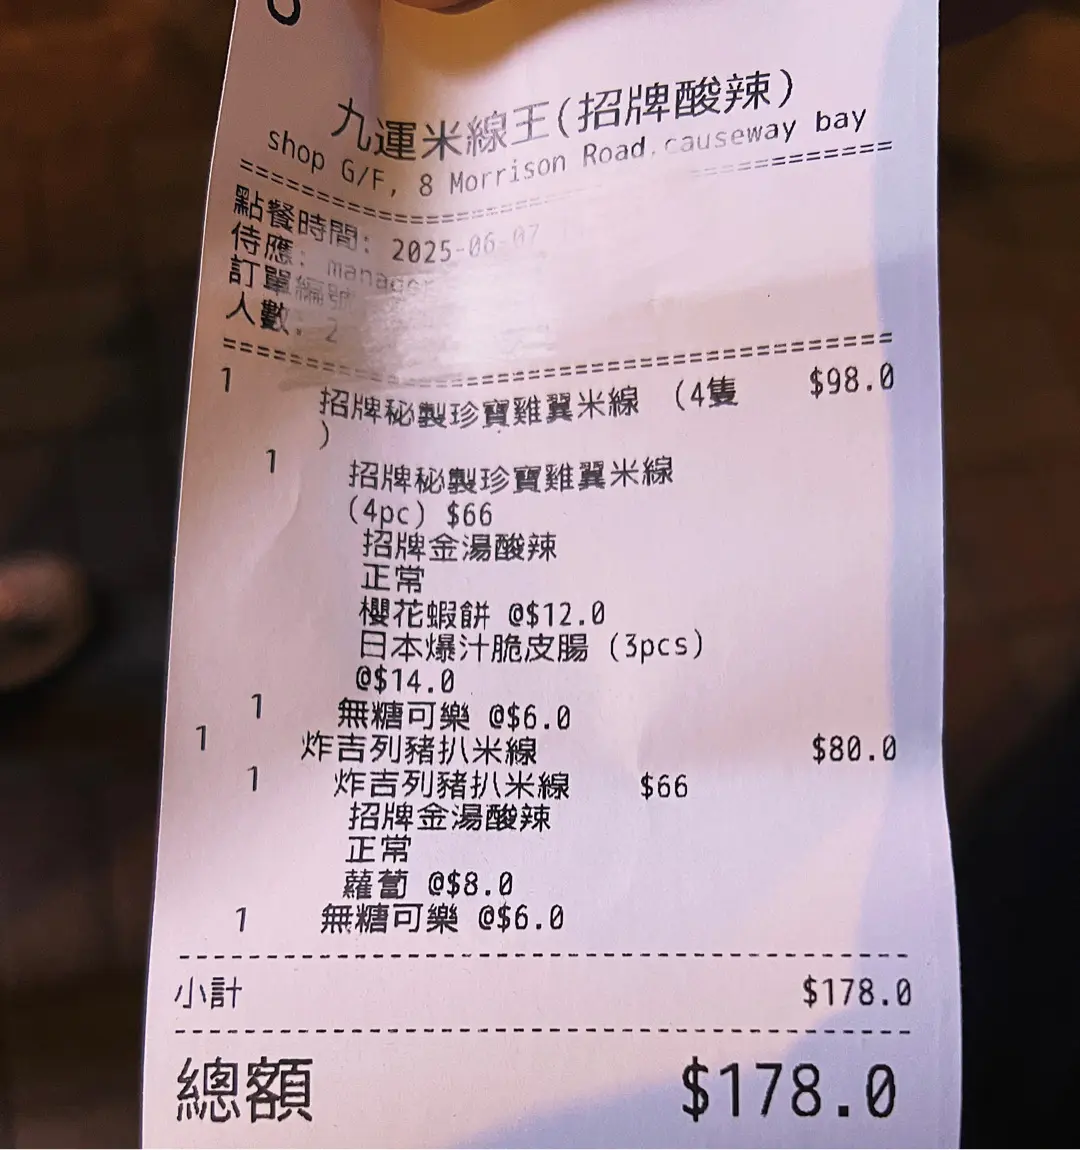 九運米線王(招牌酸辣)
shop G/F, 8 Morrison Road,causeway bay
點餐時間: 2025-06-07
侍應: manager
訂單編號
人數: 2
1 招牌秘製珍寶雞翼米線 (4隻 $98.0
)
1 招牌秘製珍寶雞翼米線
(4pc) $66
招牌金湯酸辣
正常
櫻花蝦餅 @$12.0
日本爆汁脆皮腸 (3pcs)
@$14.0
1 無糖可樂 @$6.0
1 炸吉列豬扒米線 $80.0
1 炸吉列豬扒米線 $66
招牌金湯酸辣
正常
蘿蔔 @$8.0
1 無糖可樂 @$6.0
小計 $178.0
總額 $178.0